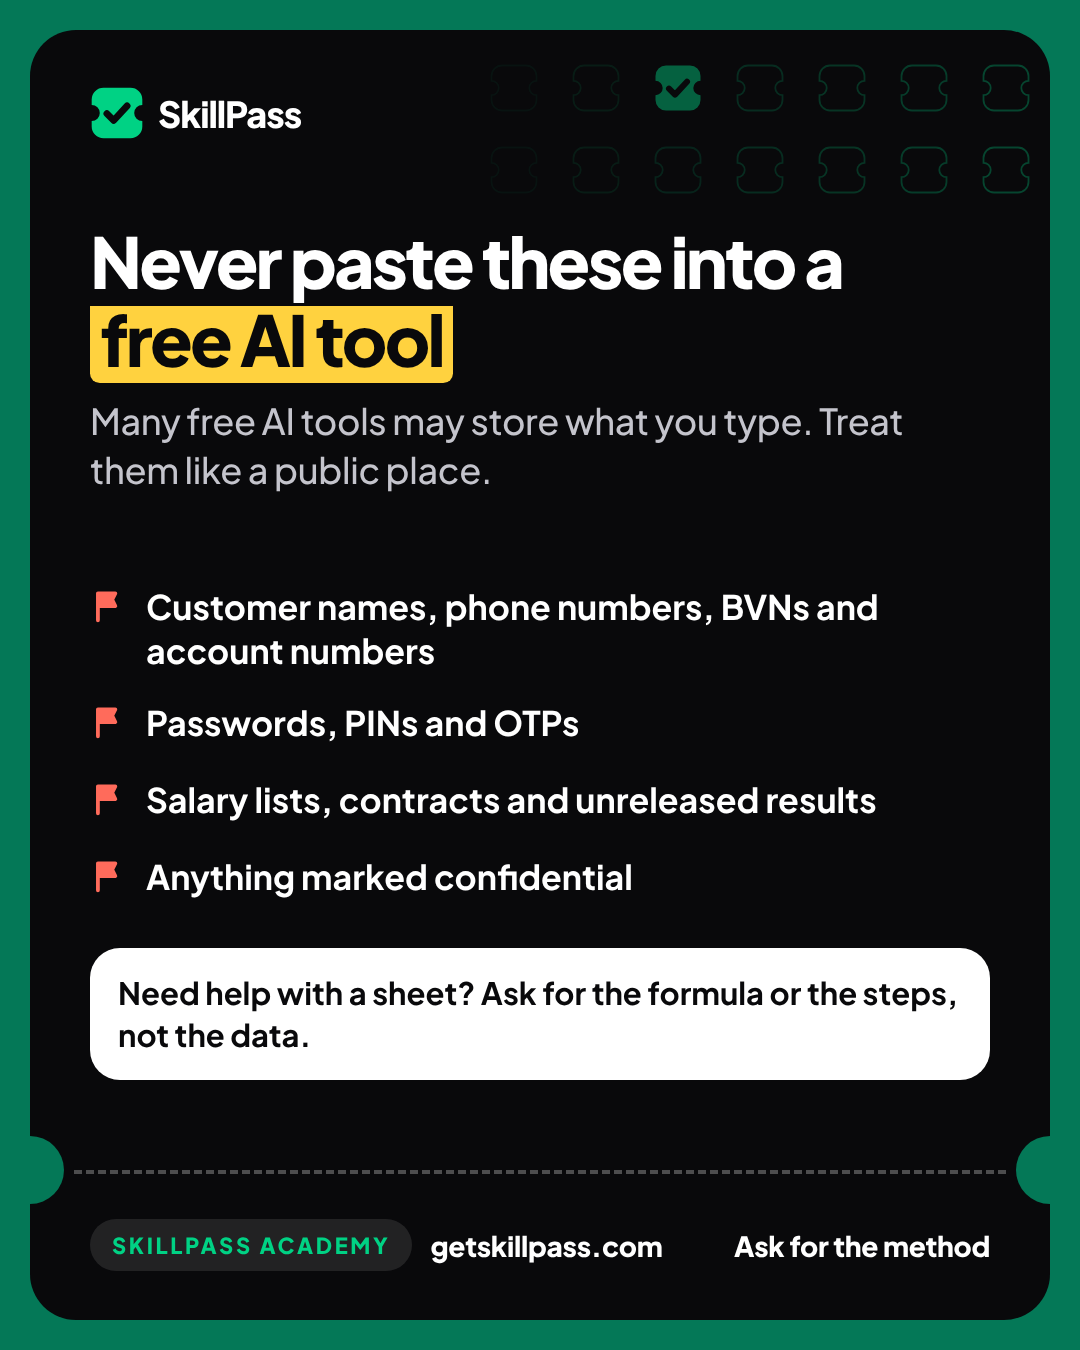 SkillPass
Never paste these into a
free AI tool
Many free AI tools may store what you type. Treat
them like a public place.
Customer names, phone numbers, BVNs and
account numbers
Passwords, PINs and OTPs
Salary lists, contracts and unreleased results
Anything marked confidential
Need help with a sheet? Ask for the formula or the steps,
not the data.
SKILLPASS ACADEMY getskillpass.com Ask for the method